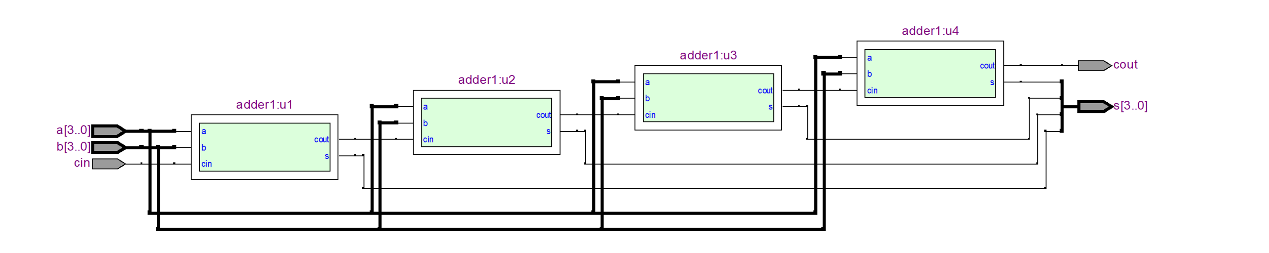 adder1:u4
adder1:u3
adder1:u2
adder1:u1
a
b
cin
cout
s
cout
s[3..0]
a
b
cin
cout
s
a
b
cin
cout
s
a[3..0]
b[3..0]
cin
a
b
cin
cout
s